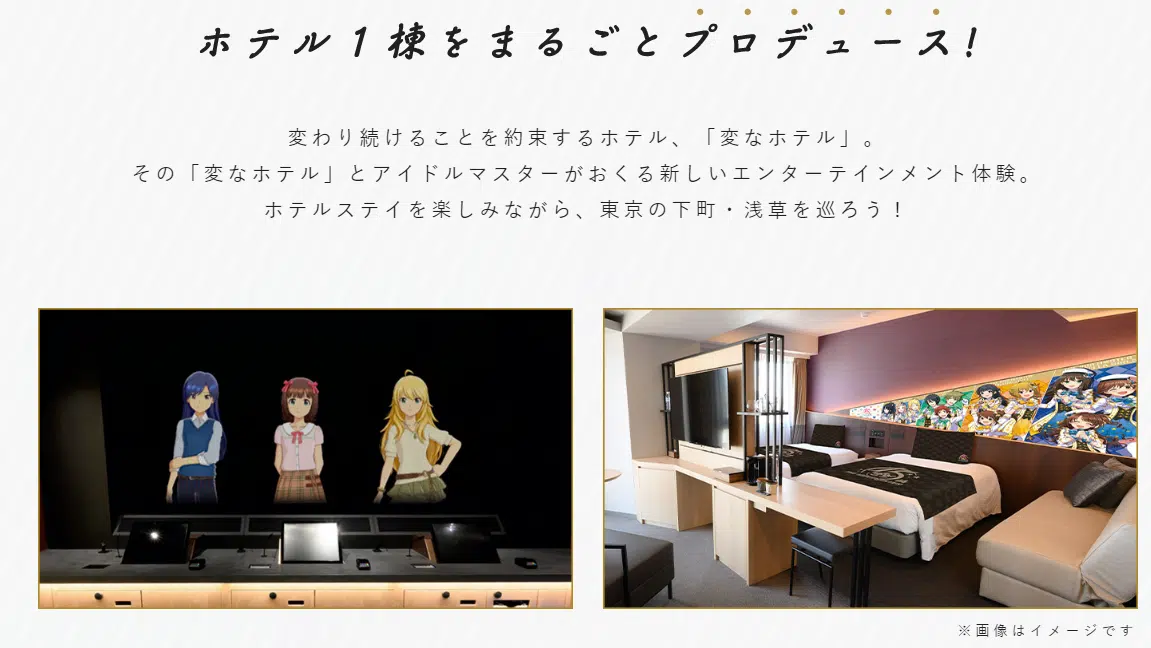 ホテル1棟をまるごとプロデュース!
変わり続けることを約束するホテル、「変なホテル」。
その「変なホテル」とアイドルマスターがおくる新しいエンターテインメント体験。
ホテルステイを楽しみながら、東京の下町・浅草を巡ろう！
※画像はイメージです